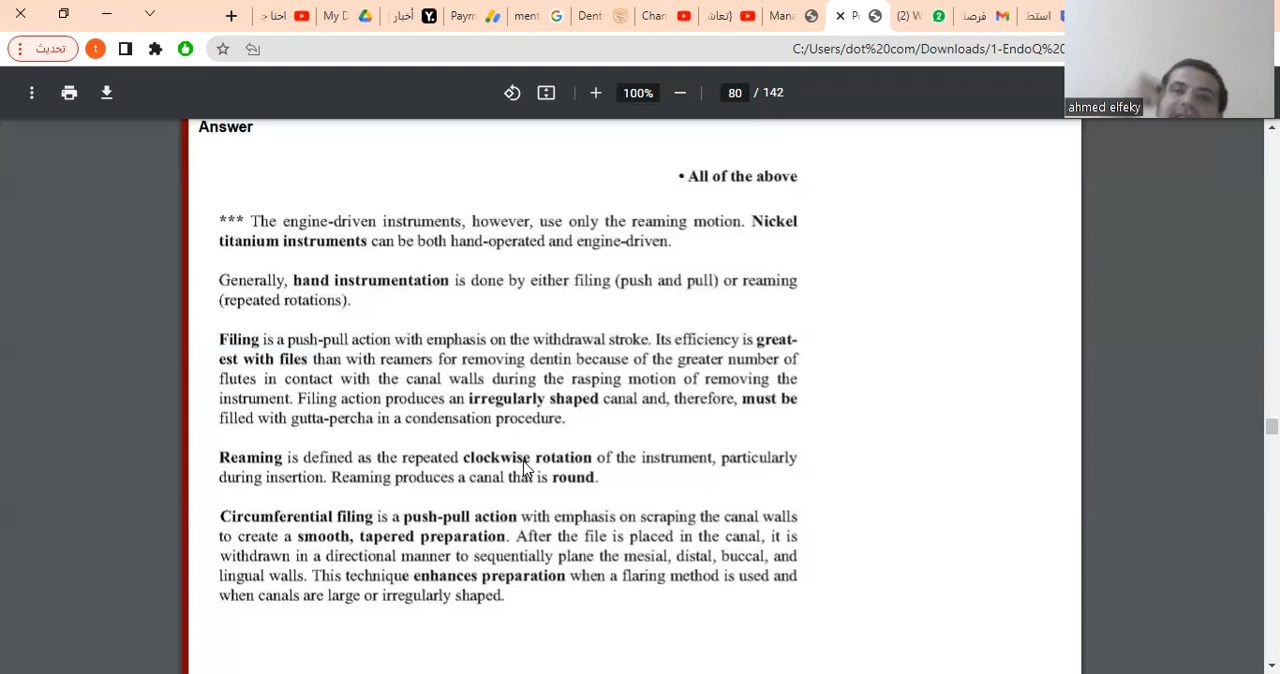 احنا ج
My D
أخبار
Paym
ment
Dent
Chan
تعاش}
Mana
Po
(2) W
فرصة
استط
تحديث
t
C:/Users/dot%20com/Downloads/1-EndoQ%20
100%
80 / 142
ahmed elfeky
Answer
• All of the above
*** The engine-driven instruments, however, use only the reaming motion. Nickel
titanium instruments can be both hand-operated and engine-driven.
Generally, hand instrumentation is done by either filing (push and pull) or reaming
(repeated rotations).
Filing is a push-pull action with emphasis on the withdrawal stroke. Its efficiency is great-
est with files than with reamers for removing dentin because of the greater number of
flutes in contact with the canal walls during the rasping motion of removing the
instrument. Filing action produces an irregularly shaped canal and, therefore, must be
filled with gutta-percha in a condensation procedure.
Reaming is defined as the repeated clockwise rotation of the instrument, particularly
during insertion. Reaming produces a canal that is round.
Circumferential filing is a push-pull action with emphasis on scraping the canal walls
to create a smooth, tapered preparation. After the file is placed in the canal, it is
withdrawn in a directional manner to sequentially plane the mesial, distal, buccal, and
lingual walls. This technique enhances preparation when a flaring method is used and
when canals are large or irregularly shaped.